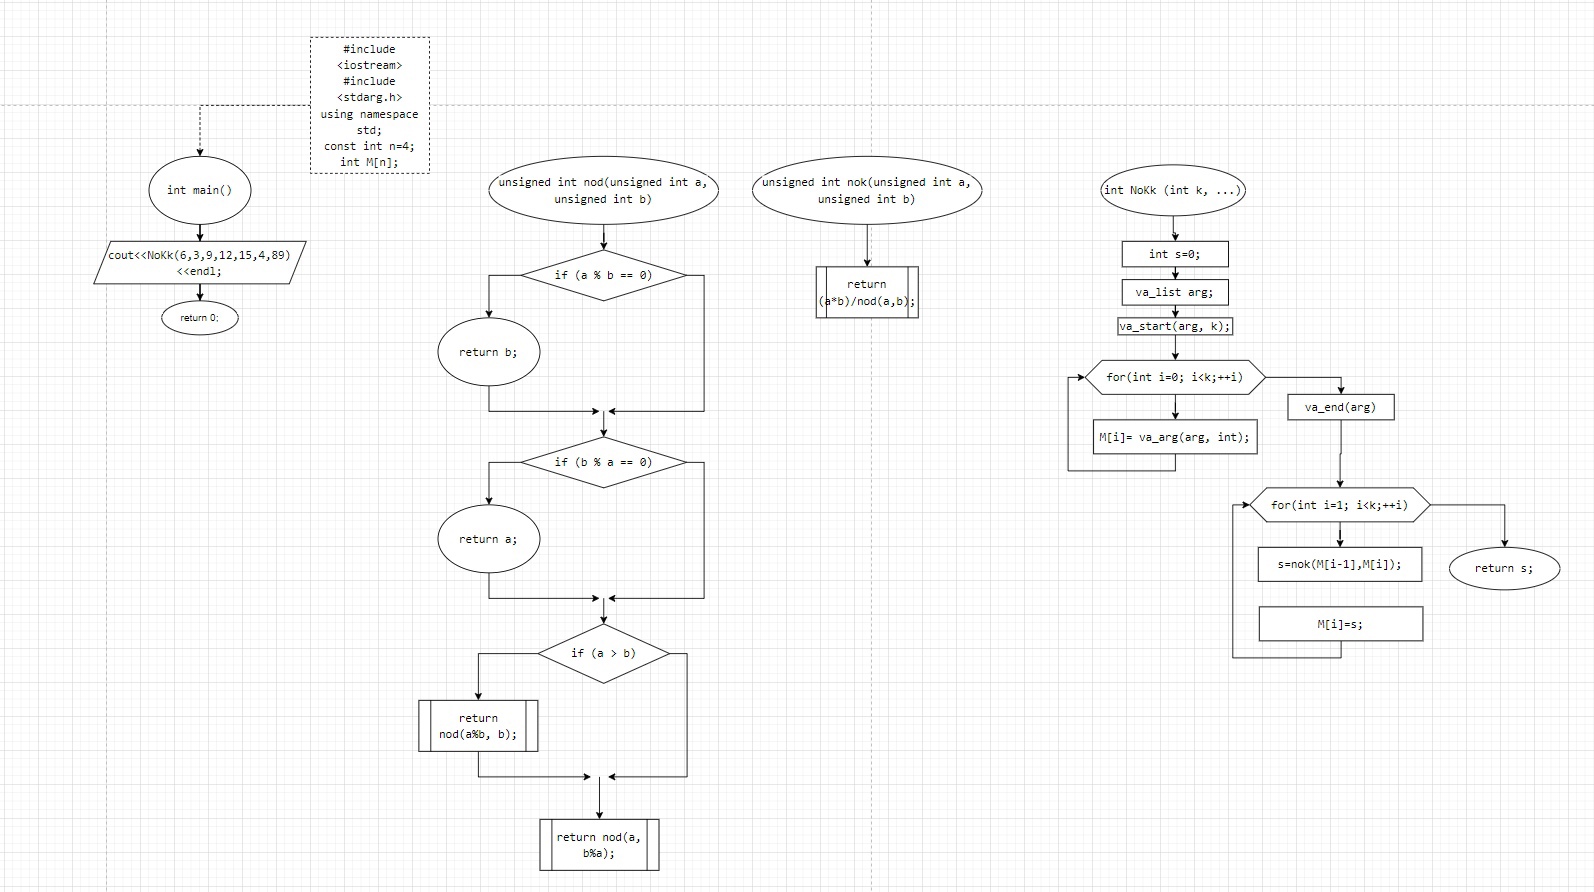 #include
<iostream>
#include
<stdarg.h>
using namespace
std;
const int n=4;
int M[n];
int main()
cout<<NoKk(6,3,9,12,15,4,89)
<<endl;
return 0;
unsigned int nod(unsigned int a,
unsigned int b)
if (a % b == 0)
return b;
if (b % a == 0)
return a;
if (a > b)
return
nod(a%b, b);
return nod(a,
b%a);
unsigned int nok(unsigned int a,
unsigned int b)
return
(a*b)/nod(a,b);
int NoKk (int k, ...)
int s=0;
va_list arg;
va_start(arg, k);
for(int i=0; i<k;++i)
M[i]= va_arg(arg, int);
va_end(arg)
for(int i=1; i<k;++i)
s=nok(M[i-1],M[i]);
M[i]=s;
return s;